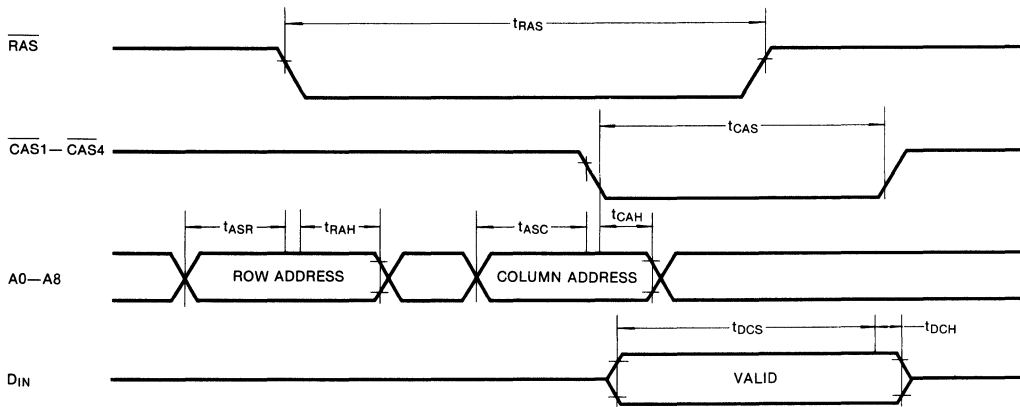 tRAS
RAS
CAS1—CAS4
tCAS
tASR
tRAH
tASC
tCAH
A0—A8
ROW ADDRESS
COLUMN ADDRESS
tDCS
tDCH
DIN
VALID